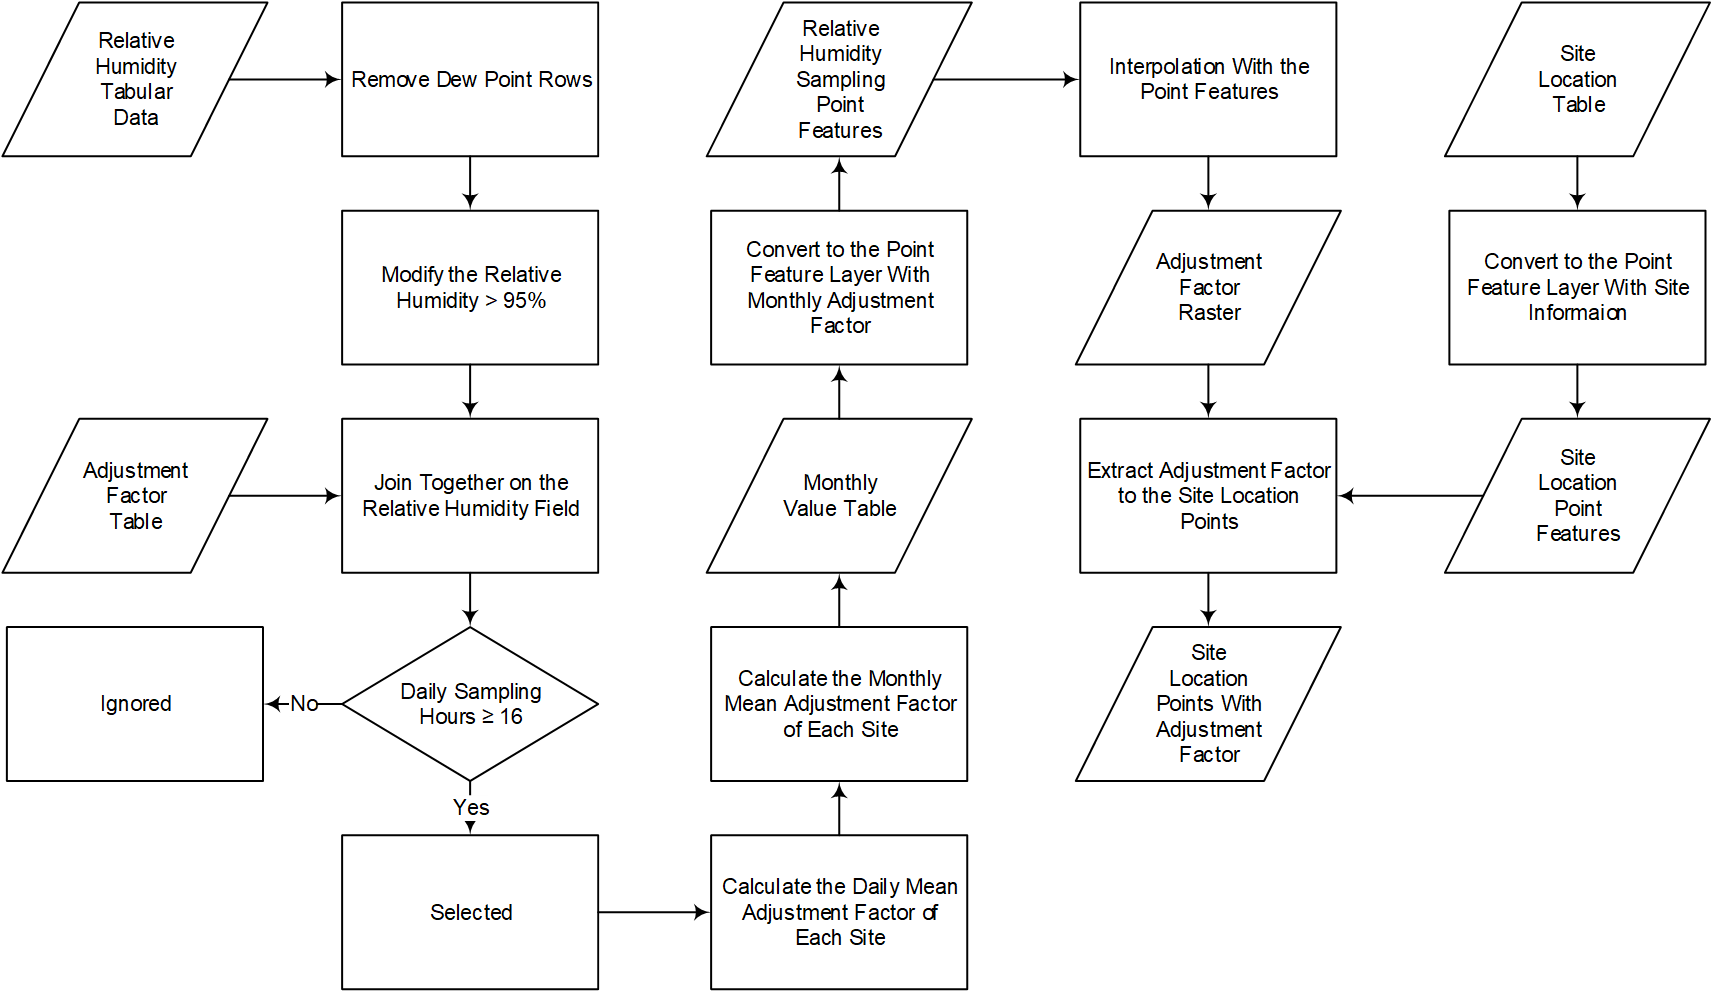 Relative
Humidity
Tabular
Data
Remove Dew Point Rows
Modify the Relative
Humidity > 95%
Adjustment
Factor
Table
Join Together on the
Relative Humidity Field
Daily Sampling
Hours ≥ 16
No
Ignored
Yes
Selected
Calculate the Daily Mean
Adjustment Factor of
Each Site
Calculate the Monthly
Mean Adjustment Factor
of Each Site
Monthly
Value Table
Convert to the Point
Feature Layer With
Monthly Adjustment
Factor
Relative
Humidity
Sampling
Point
Features
Interpolation With the
Point Features
Adjustment
Factor
Raster
Site
Location
Table
Convert to the Point
Feature Layer With Site
Informaion
Site
Location
Point
Features
Extract Adjustment Factor
to the Site Location
Points
Site
Location
Points With
Adjustment
Factor